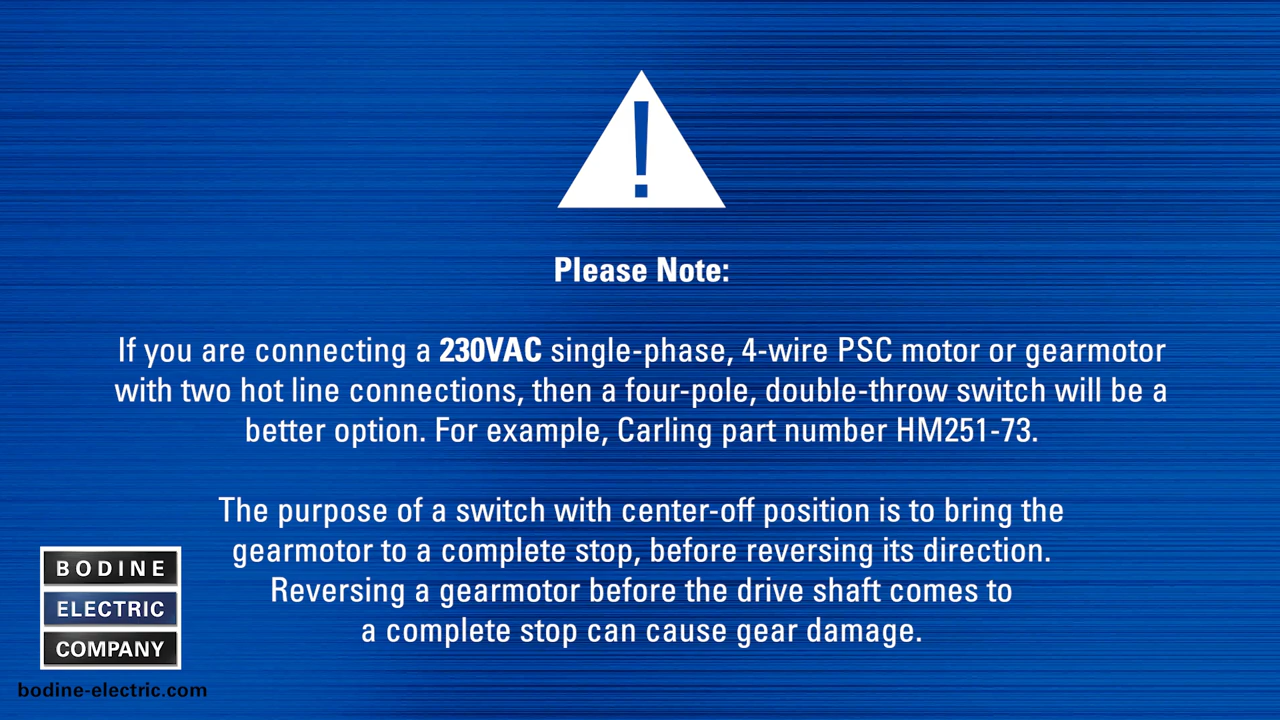 !
Please Note:
If you are connecting a 230VAC single-phase, 4-wire PSC motor or gearmotor
with two hot line connections, then a four-pole, double-throw switch will be a
better option. For example, Carling part number HM251-73.
The purpose of a switch with center-off position is to bring the
gearmotor to a complete stop, before reversing its direction.
Reversing a gearmotor before the drive shaft comes to
a complete stop can cause gear damage.
BODINE
ELECTRIC
COMPANY
bodine-electric.com